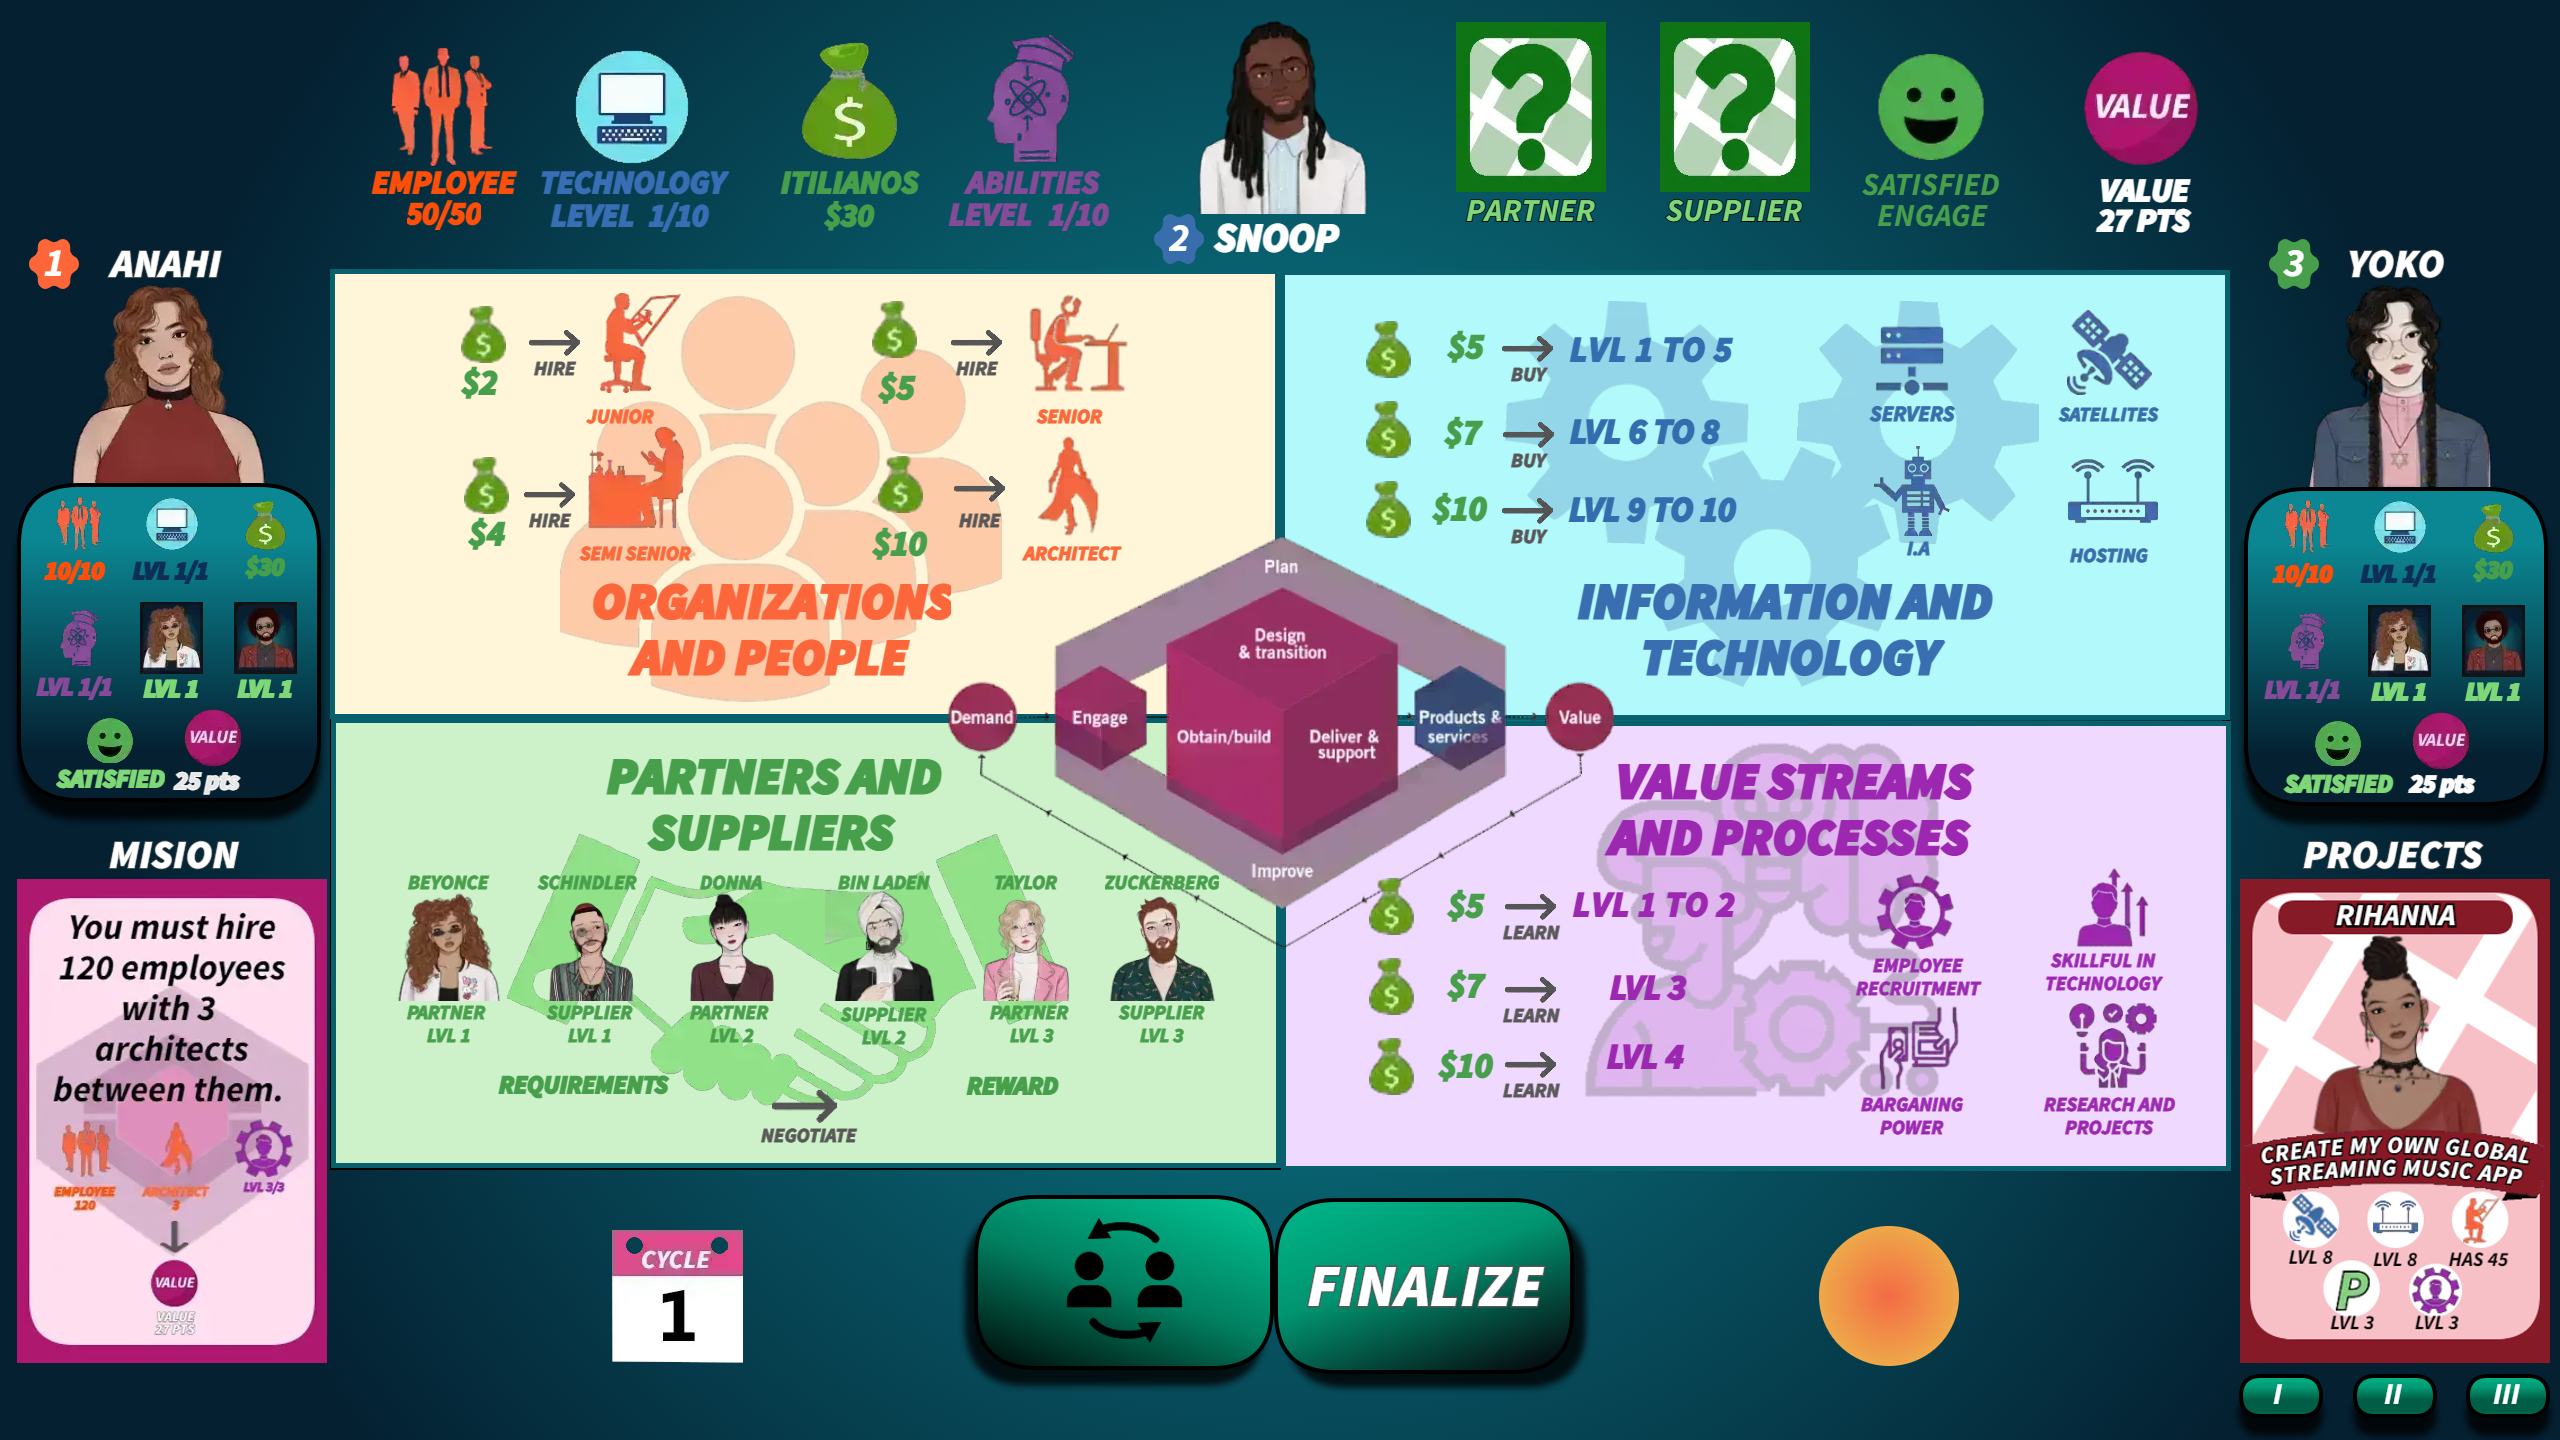 EMPLOYEE
50/50
TECHNOLOGY
LEVEL 1/10
$
ITILIANOS
$30
ABILITIES
LEVEL 1/10
2 SNOOP
?
PARTNER
?
SUPPLIER
SATISFIED
ENGAGE
VALUE
VALUE
27 PTS
1 ANAHI
10/10
LVL 1/1
$
$30
LVL 1/1
LVL 1
LVL 1
SATISFIED
VALUE
25 pts
3 YOKO
10/10
LVL 1/1
$
$30
LVL 1/1
LVL 1
LVL 1
SATISFIED
VALUE
25 pts
$
$2
HIRE
JUNIOR
$
$5
HIRE
SENIOR
$
$4
HIRE
SEMI SENIOR
$
$10
HIRE
ARCHITECT
ORGANIZATIONS
AND PEOPLE
$ $5 BUY LVL 1 TO 5
$ $7 BUY LVL 6 TO 8
$ $10 BUY LVL 9 TO 10
SERVERS
SATELLITES
I.A
HOSTING
INFORMATION AND
TECHNOLOGY
Plan
Design
& transition
Demand
Engage
Obtain/build
Deliver &
support
Products &
services
Value
Improve
PARTNERS AND
SUPPLIERS
BEYONCE
PARTNER
LVL 1
SCHINDLER
SUPPLIER
LVL 1
DONNA
PARTNER
LVL 2
BIN LADEN
SUPPLIER
LVL 2
TAYLOR
PARTNER
LVL 3
ZUCKERBERG
SUPPLIER
LVL 3
REQUIREMENTS
NEGOTIATE
REWARD
VALUE STREAMS
AND PROCESSES
$ $5 LEARN LVL 1 TO 2
$ $7 LEARN LVL 3
$ $10 LEARN LVL 4
EMPLOYEE
RECRUITMENT
SKILLFUL IN
TECHNOLOGY
BARGANING
POWER
RESEARCH AND
PROJECTS
MISION
You must hire
120 employees
with 3
architects
between them.
EMPLOYEE
120
ARCHITECT
3
LVL 3/3
VALUE
VALUE
27 PTS
CYCLE
1
FINALIZE
PROJECTS
RIHANNA
CREATE MY OWN GLOBAL
STREAMING MUSIC APP
LVL 8
LVL 8
HAS 45
P
LVL 3
LVL 3
I
II
III